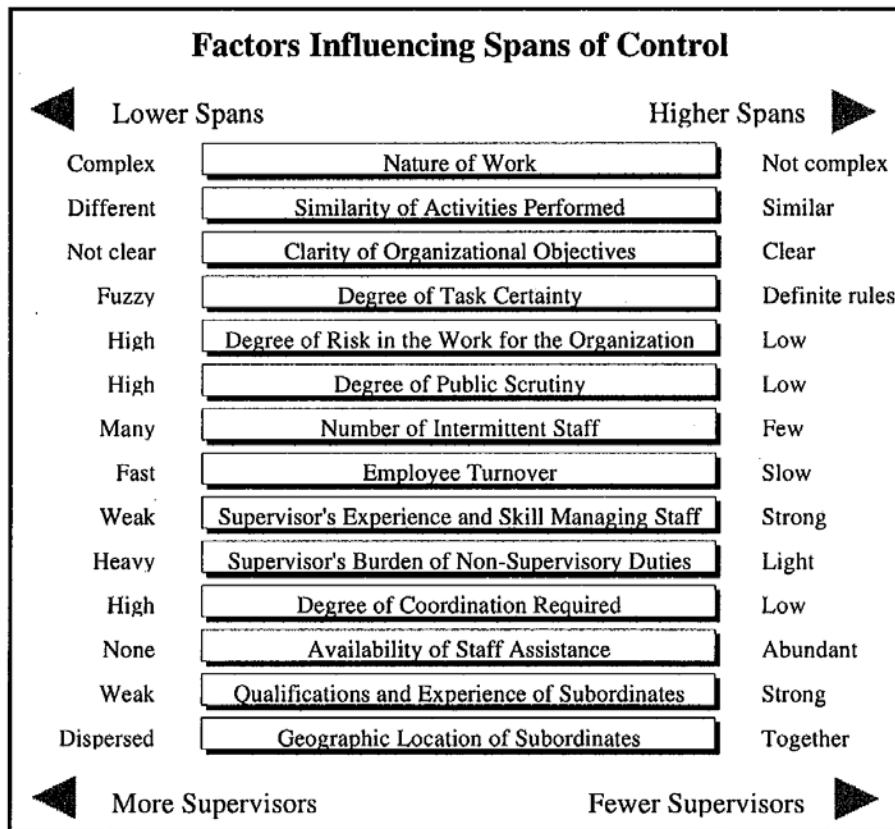 Factors Influencing Spans of Control
Lower Spans Higher Spans
Complex Nature of Work Not complex
Different Similarity of Activities Performed Similar
Not clear Clarity of Organizational Objectives Clear
Fuzzy Degree of Task Certainty Definite rules
High Degree of Risk in the Work for the Organization Low
High Degree of Public Scrutiny Low
Many Number of Intermittent Staff Few
Fast Employee Turnover Slow
Weak Supervisor's Experience and Skill Managing Staff Strong
Heavy Supervisor's Burden of Non-Supervisory Duties Light
High Degree of Coordination Required Low
None Availability of Staff Assistance Abundant
Weak Qualifications and Experience of Subordinates Strong
Dispersed Geographic Location of Subordinates Together
More Supervisors Fewer Supervisors